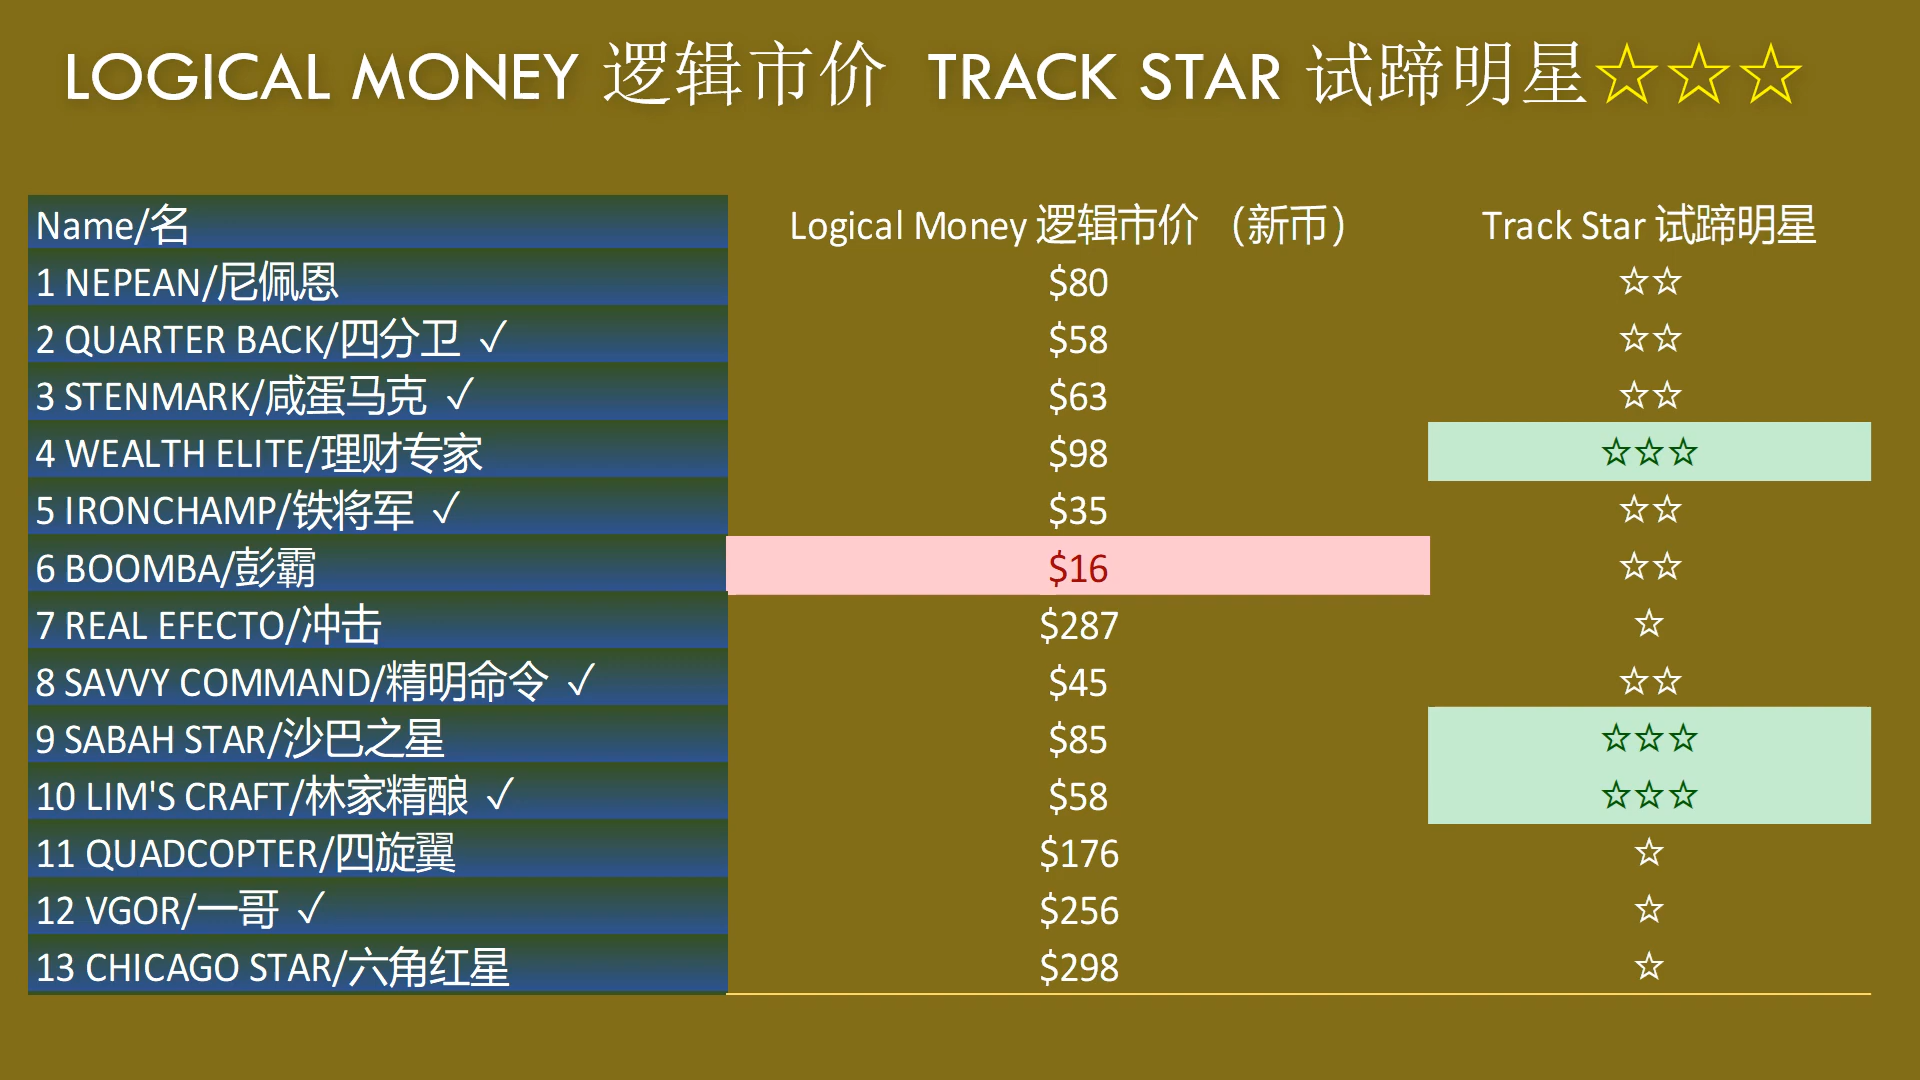 LOGICAL MONEY 逻辑市价 TRACK STAR 试蹄明星☆☆☆
Name/名 Logical Money 逻辑市价 （新币） Track Star 试蹄明星
1 NEPEAN/尼佩恩 $80 ☆☆
2 QUARTER BACK/四分卫 ✓ $58 ☆☆
3 STENMARK/咸蛋马克 ✓ $63 ☆☆
4 WEALTH ELITE/理财专家 $98 ☆☆☆
5 IRONCHAMP/铁将军 ✓ $35 ☆☆
6 BOOMBA/彭霸 $16 ☆☆
7 REAL EFECTO/冲击 $287 ☆
8 SAVVY COMMAND/精明命令 ✓ $45 ☆☆
9 SABAH STAR/沙巴之星 $85 ☆☆☆
10 LIM'S CRAFT/林家精酿 ✓ $58 ☆☆☆
11 QUADCOPTER/四旋翼 $176 ☆
12 VGOR/一哥 ✓ $256 ☆
13 CHICAGO STAR/六角红星 $298 ☆